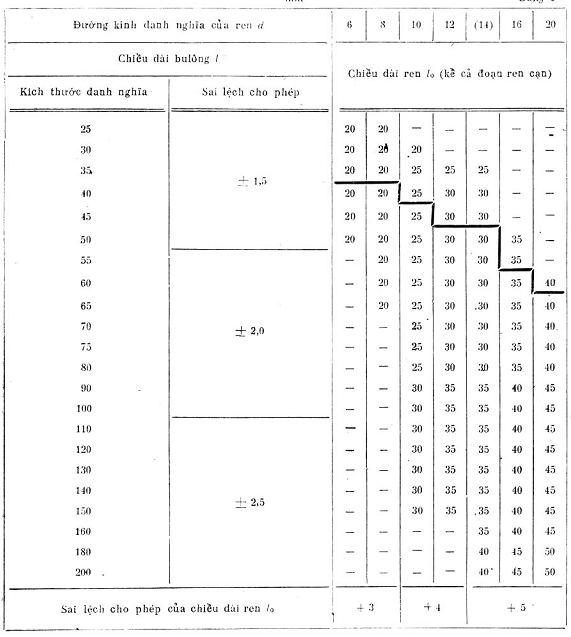 Đường kính danh nghĩa của ren d 6 8 10 12 (14) 16 20
Chiều dài bulông l
Chiều dài ren l₀ (kể cả đoạn ren cạn)
Kích thước danh nghĩa Sai lệch cho phép
25 20 20 — — — — —
30 20 20 20 — — — —
35 20 20 25 25 25 — —
± 1,5
40 20 20 25 30 30 — —
45 20 20 25 30 30 — —
50 20 20 25 30 30 35 —
55 — 20 25 30 30 35 —
60 — 20 25 30 30 35 40
65 — 20 25 30 30 35 40
± 2,0
70 — — 25 30 30 35 40
75 — — 25 30 30 35 40
80 — — 25 30 30 35 40
90 — — 30 35 35 40 45
100 — — 30 35 35 40 45
110 — — 30 35 35 40 45
120 — — 30 35 35 40 45
130 — — 30 35 35 40 45
140 — — 30 35 35 40 45
± 2,5
150 — — 30 35 35 40 45
160 — — — — 35 40 45
180 — — — — 40 45 50
200 — — — — 40 45 50
Sai lệch cho phép của chiều dài ren l₀ + 3 + 4 + 5